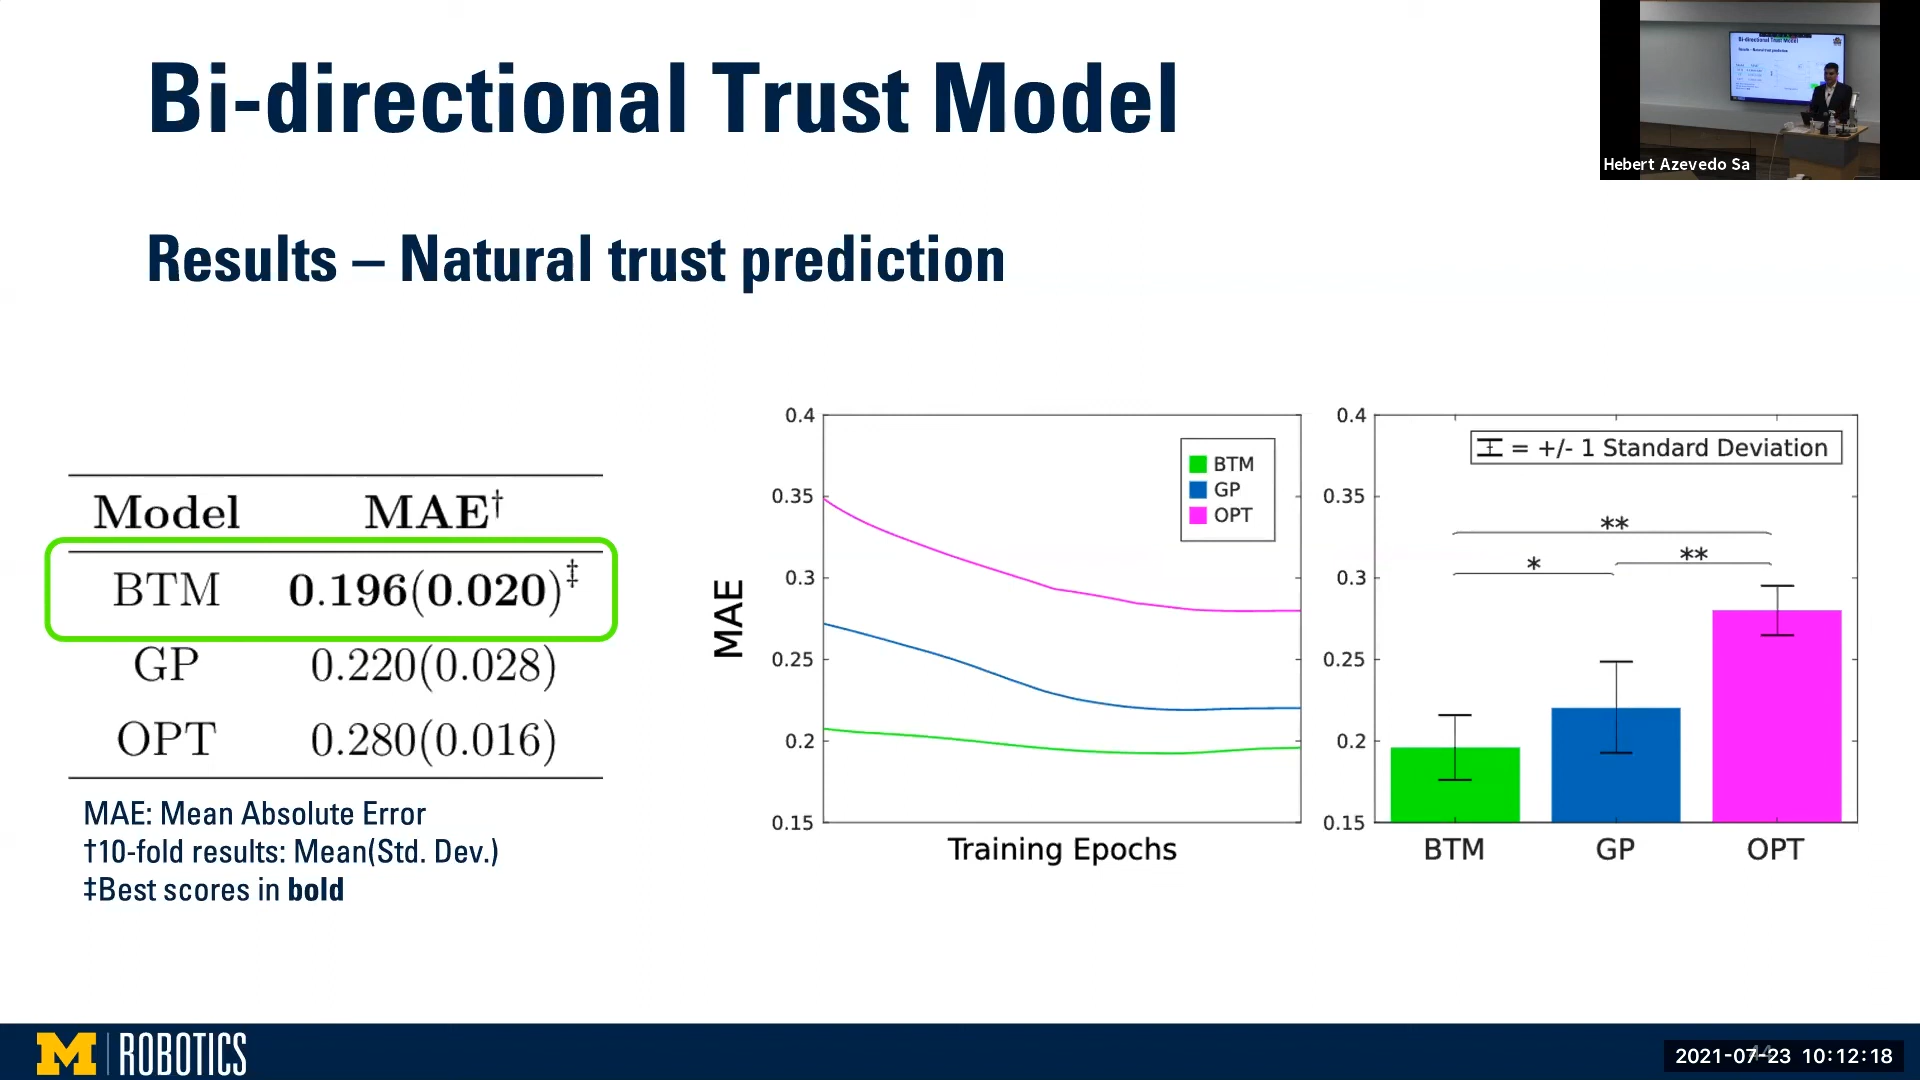 Bi-directional Trust Model
Hebert Azevedo Sa
Results – Natural trust prediction
Model MAE†
BTM 0.196(0.020)‡
GP 0.220(0.028)
OPT 0.280(0.016)
MAE: Mean Absolute Error
†10-fold results: Mean(Std. Dev.)
‡Best scores in bold
MAE
0.4
0.35
0.3
0.25
0.2
0.15
BTM
GP
OPT
Training Epochs
0.4
0.35
0.3
0.25
0.2
0.15
= +/- 1 Standard Deviation
**
**
*
BTM GP OPT
M ROBOTICS
2021-07-23 10:12:18